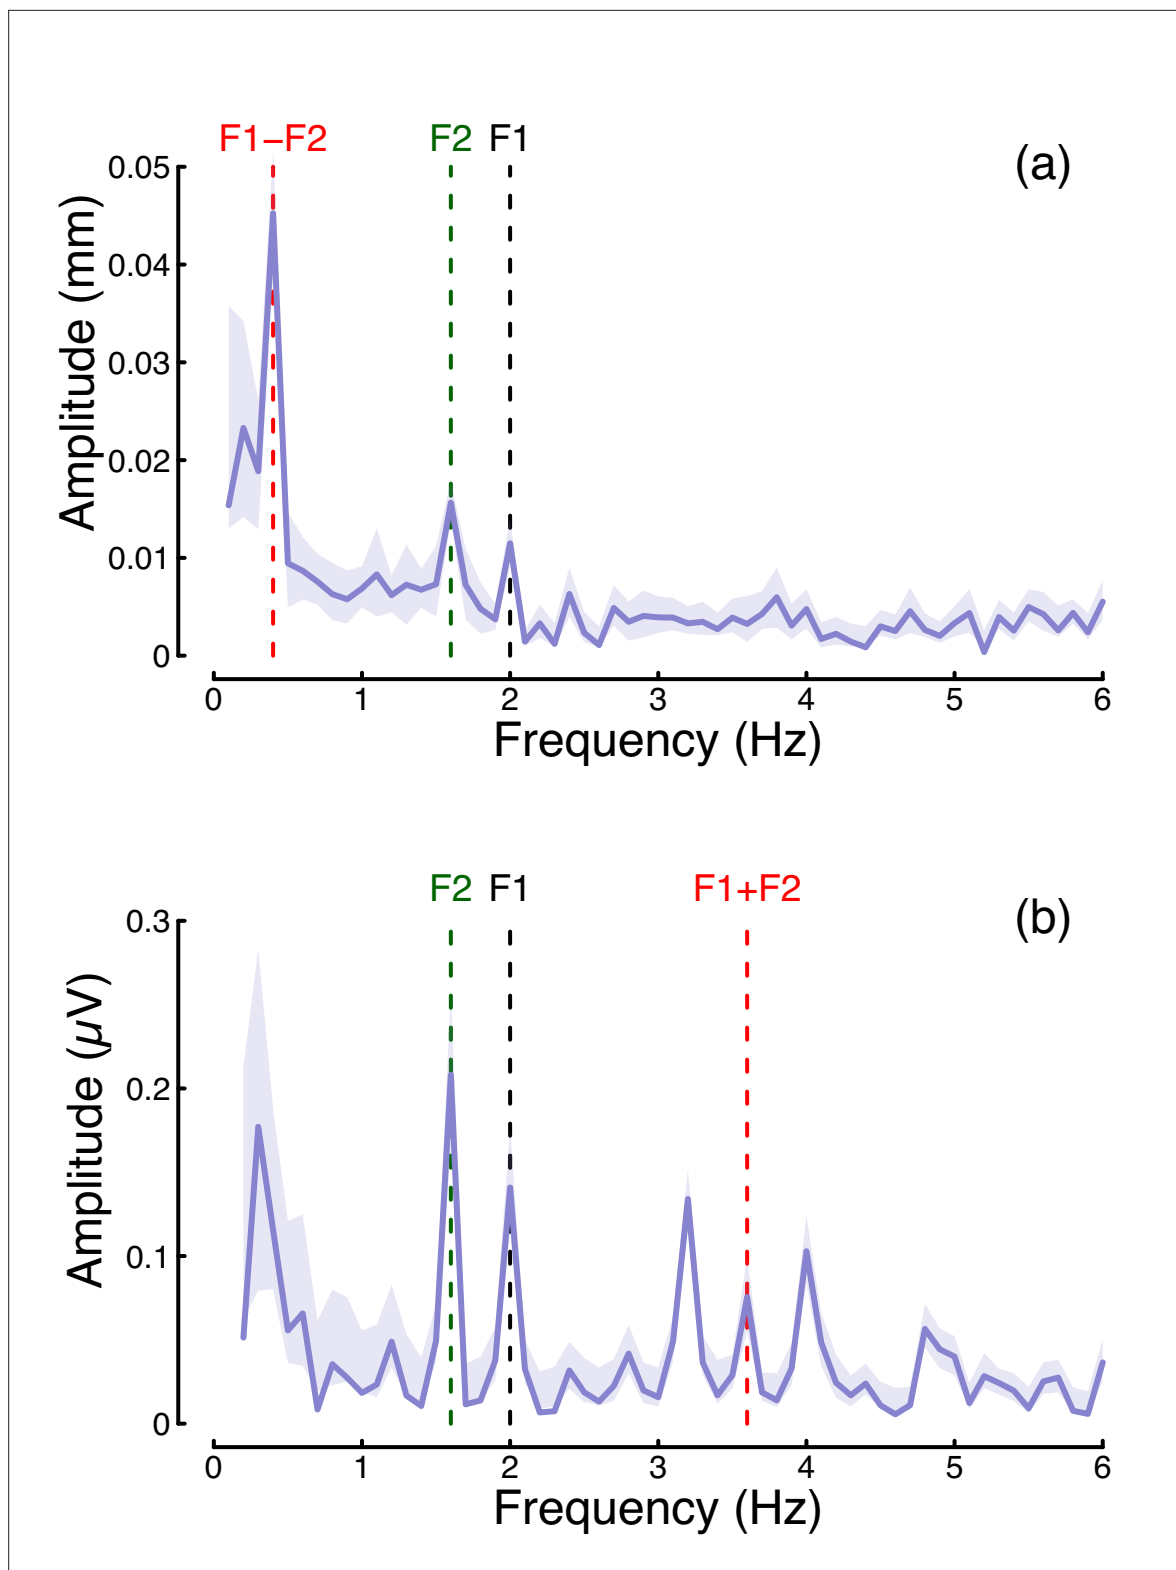 F1−F2 F2 F1
(a)
0.05
0.04
0.03
0.02
0.01
0
Amplitude (mm)
0 1 2 3 4 5 6
Frequency (Hz)
F2 F1 F1+F2
(b)
0.3
0.2
0.1
0
Amplitude (µV)
0 1 2 3 4 5 6
Frequency (Hz)